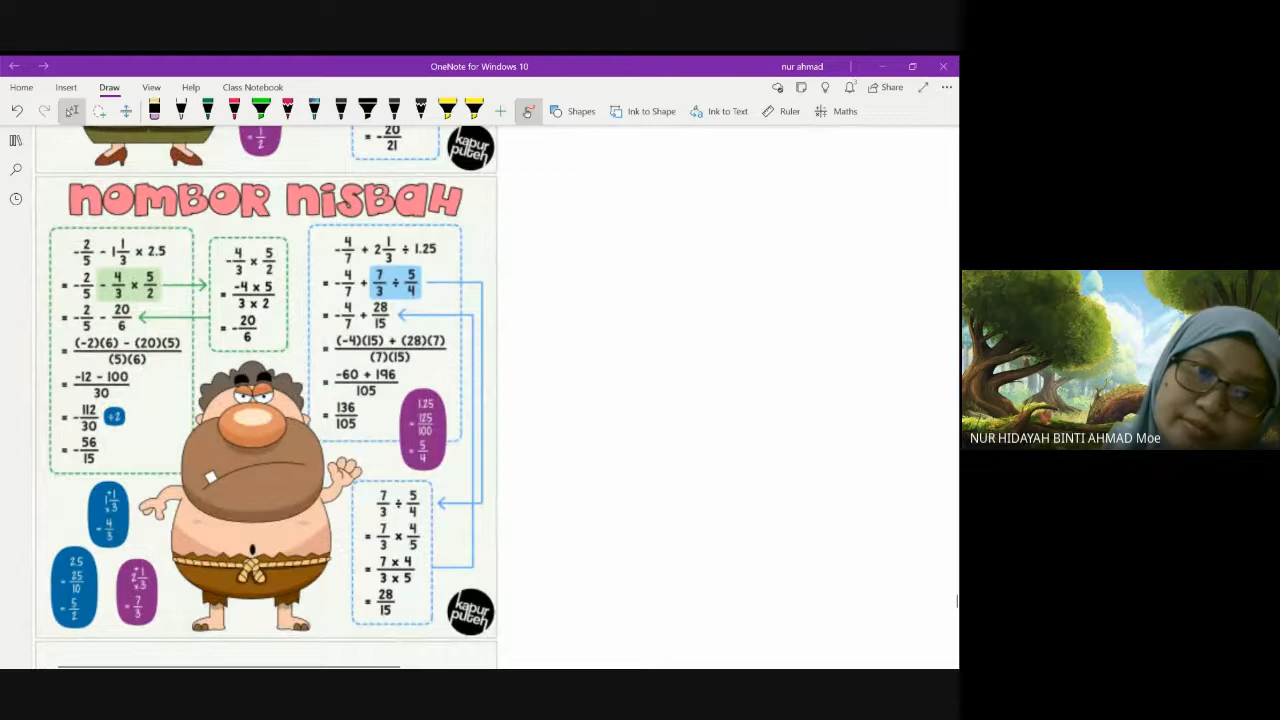 OneNote for Windows 10
nur ahmad
Home Insert Draw View Help Class Notebook
3
Share
Shapes Ink to Shape Ink to Text Ruler Maths
= 1/2
= -20/21
kapur puteh
nombor nisbah
-2/5 - 1 1/3 × 2.5
= -2/5 - 4/3 × 5/2
= -2/5 - 20/6
= (-2)(6) - (20)(5) / (5)(6)
= -12 - 100 / 30
= -112/30 ÷2
= -56/15
-4/3 × 5/2
= -4 × 5 / 3 × 2
= -20/6
-4/7 + 2 1/3 ÷ 1.25
= -4/7 + 7/3 ÷ 5/4
= -4/7 + 28/15
= (-4)(15) + (28)(7) / (7)(15)
= -60 + 196 / 105
= 136/105
1.25
= 125/100
= 5/4
1 + 1 × 3
= 4/3
2.5
= 25/10
= 5/2
2 + 1 × 3
= 7/3
7/3 ÷ 5/4
= 7/3 × 4/5
= 7 × 4 / 3 × 5
= 28/15
kapur puteh
NUR HIDAYAH BINTI AHMAD Moe